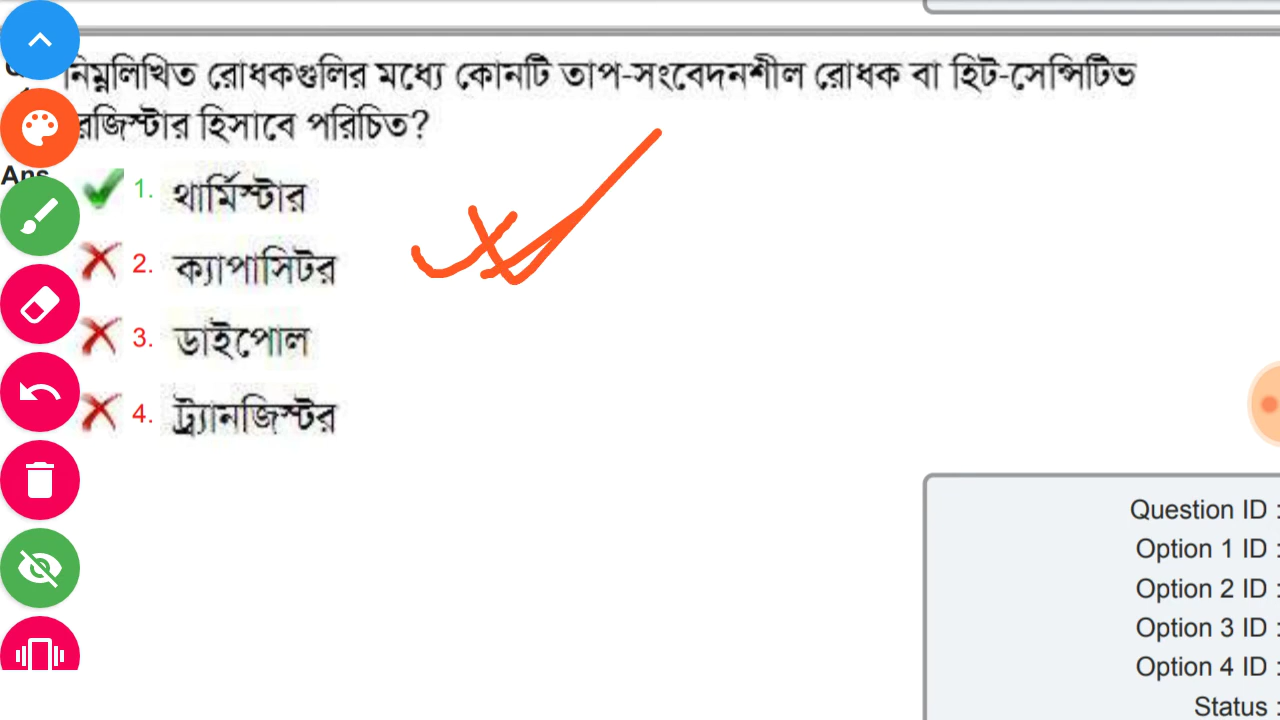 নিম্নলিখিত রোধকগুলির মধ্যে কোনটি তাপ-সংবেদনশীল রোধক বা হিট-সেন্সিটিভ
রজিস্টার হিসাবে পরিচিত?
Ans
1. থার্মিস্টার
2. ক্যাপাসিটর
3. ডাইপোল
4. ট্র্যানজিস্টর
Question ID :
Option 1 ID :
Option 2 ID :
Option 3 ID :
Option 4 ID :
Status :